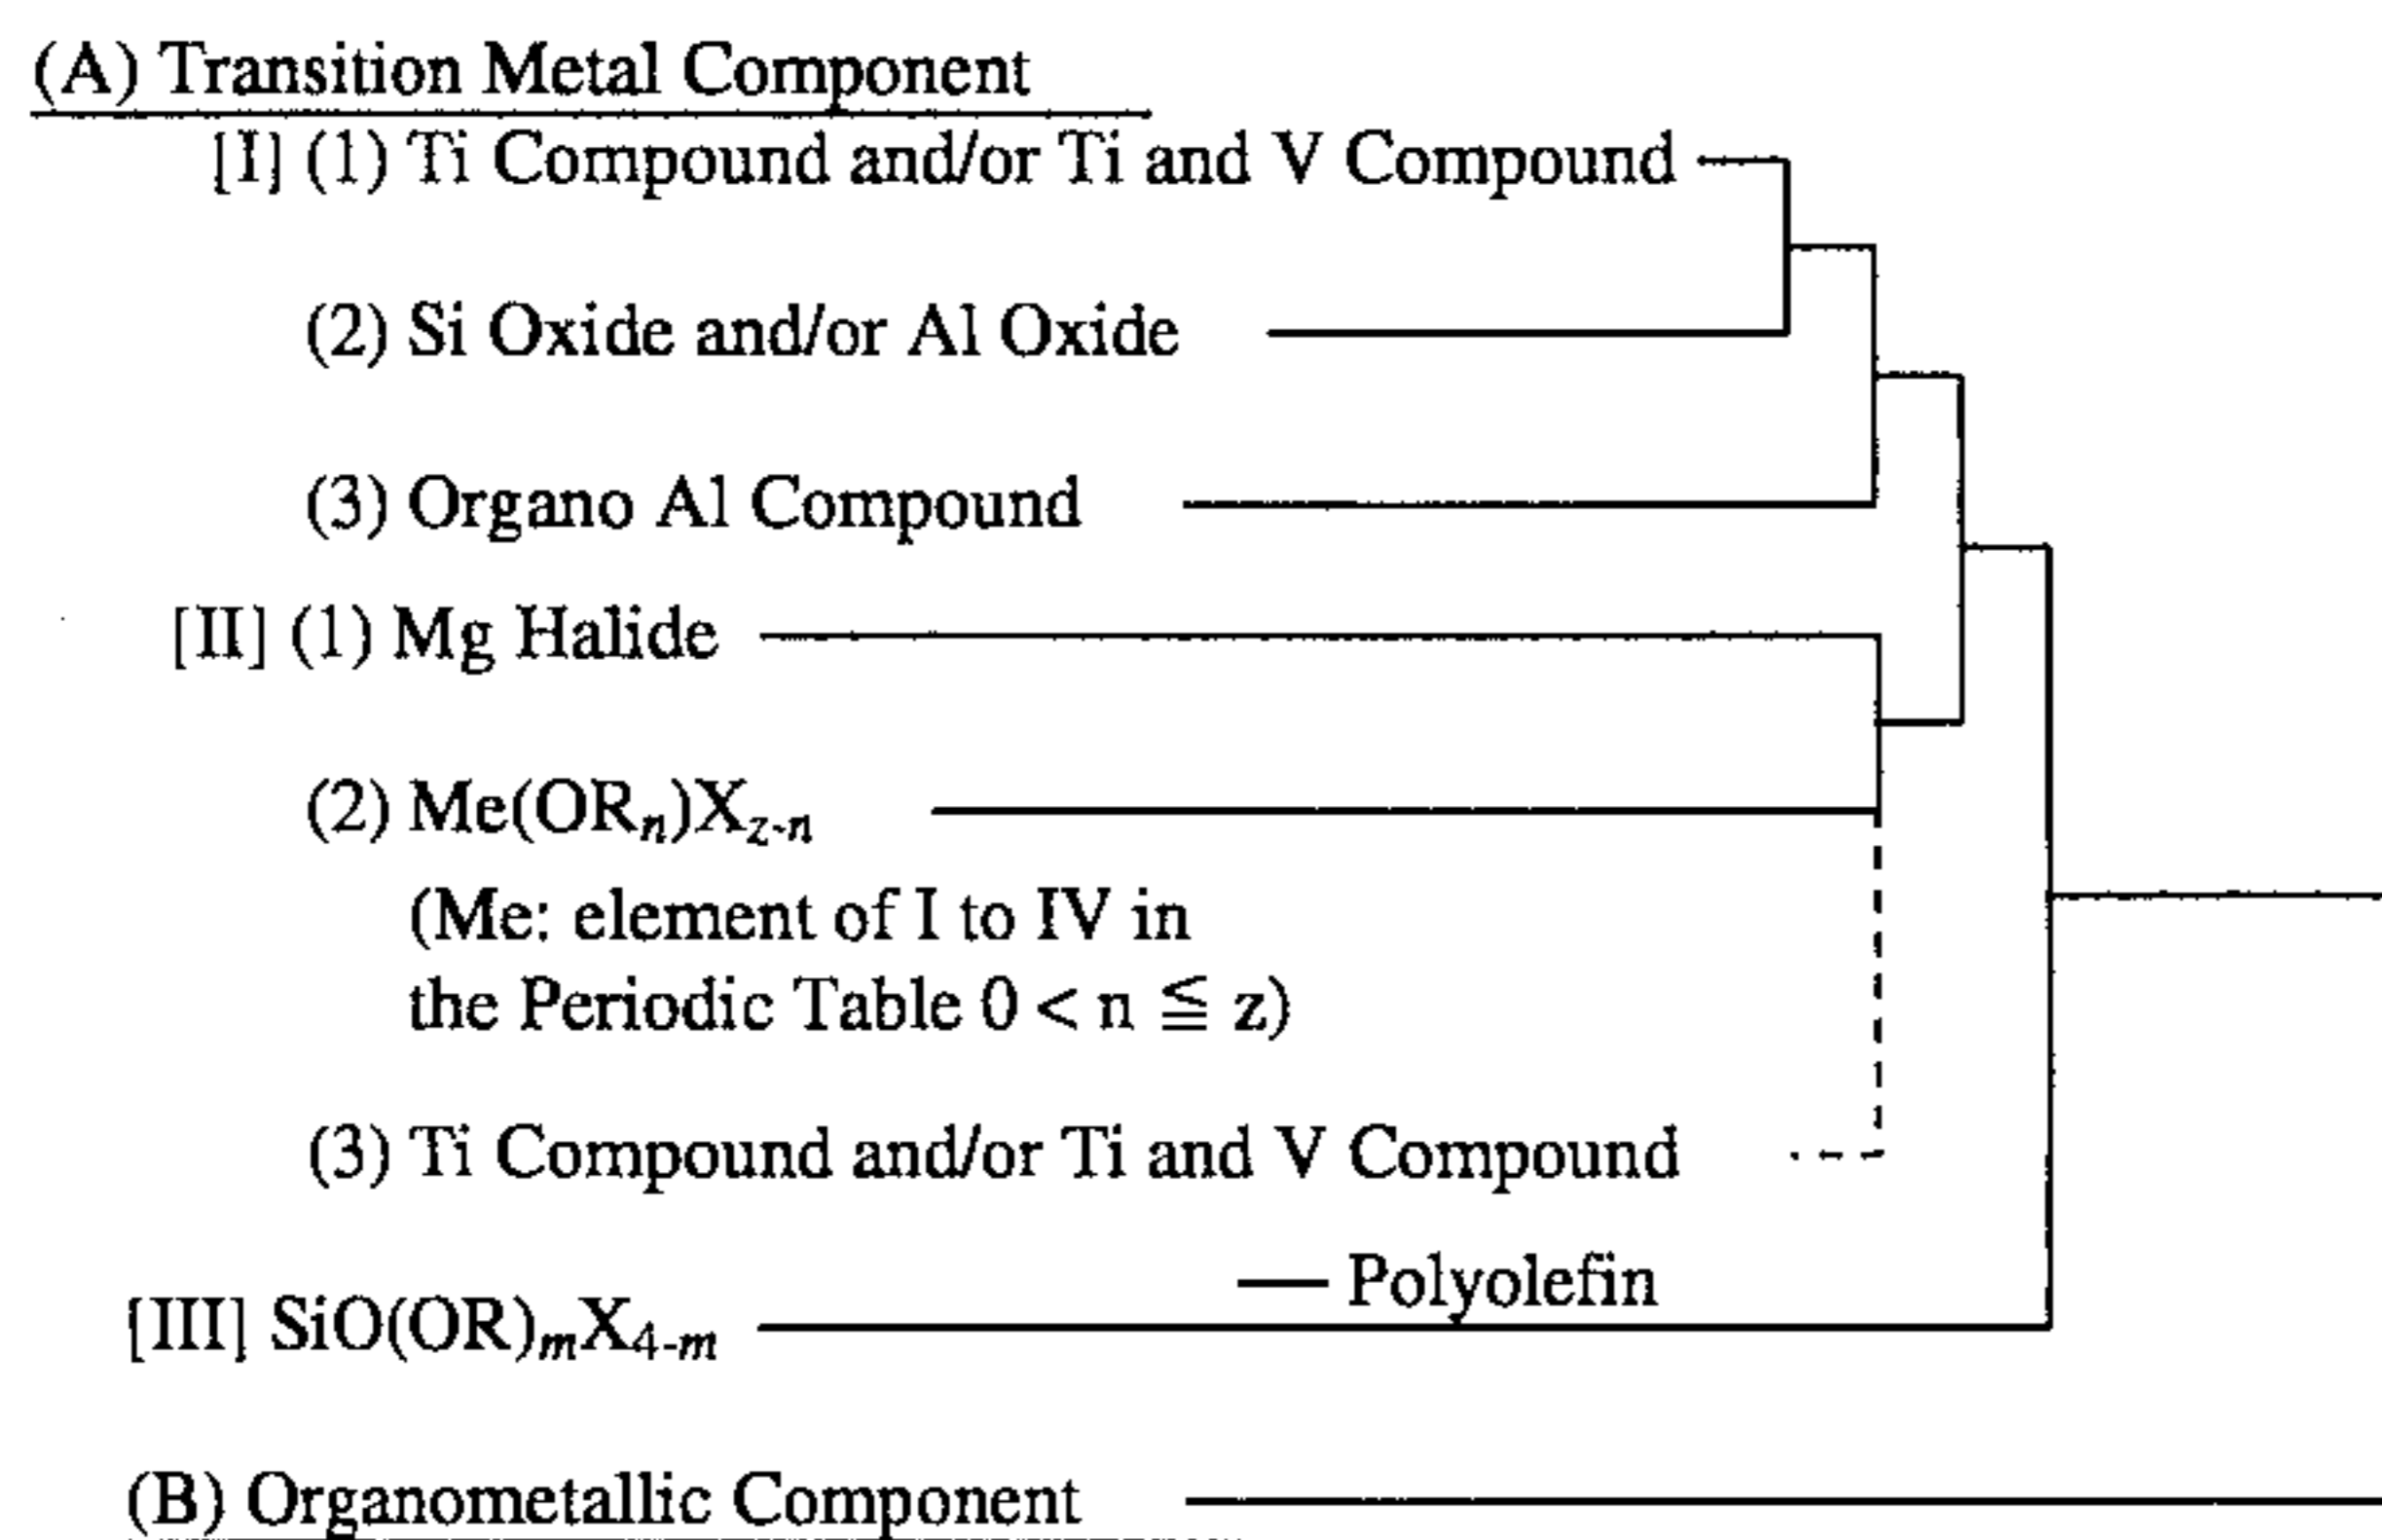 (A) Transition Metal Component
[I] (1) Ti Compound and/or Ti and V Compound
(2) Si Oxide and/or Al Oxide
(3) Organo Al Compound
[II] (1) Mg Halide
(2) Me(ORₙ)X_z-n
(Me: element of I to IV in
the Periodic Table 0 < n ≦ z)
(3) Ti Compound and/or Ti and V Compound
— Polyolefin
[III] SiO(OR)ₘX₄₋ₘ
(B) Organometallic Component